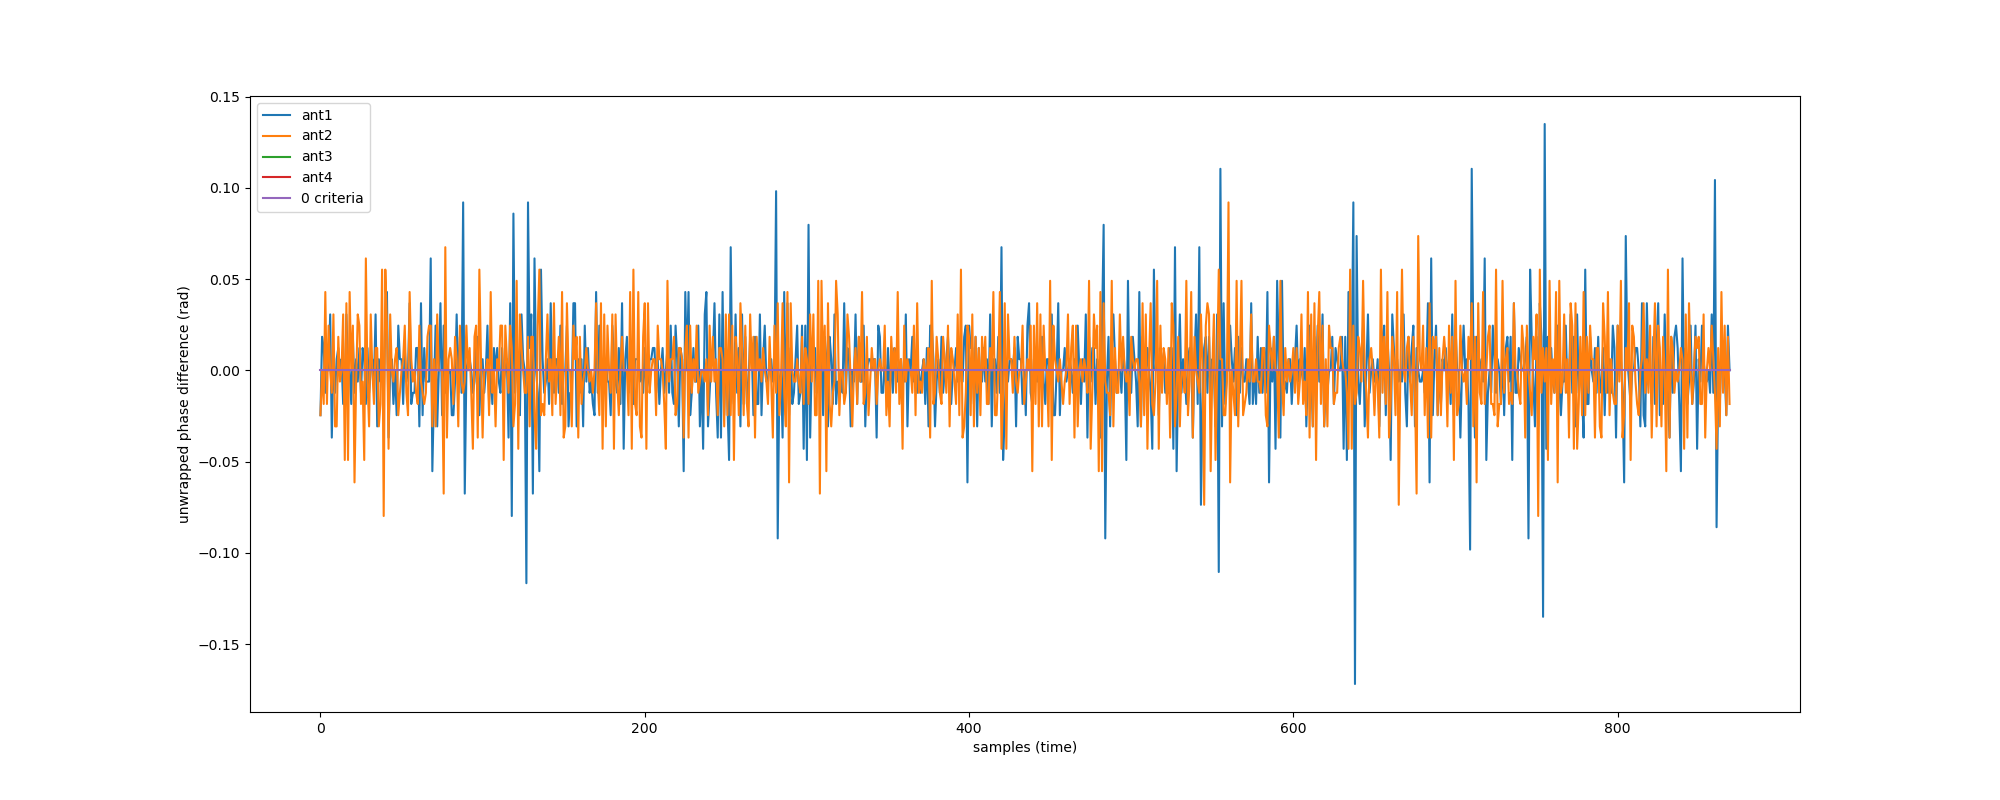 0.15
0.10
0.05
0.00
−0.05
−0.10
−0.15
unwrapped phase difference (rad)
ant1
ant2
ant3
ant4
0 criteria
0
200
400
600
800
samples (time)